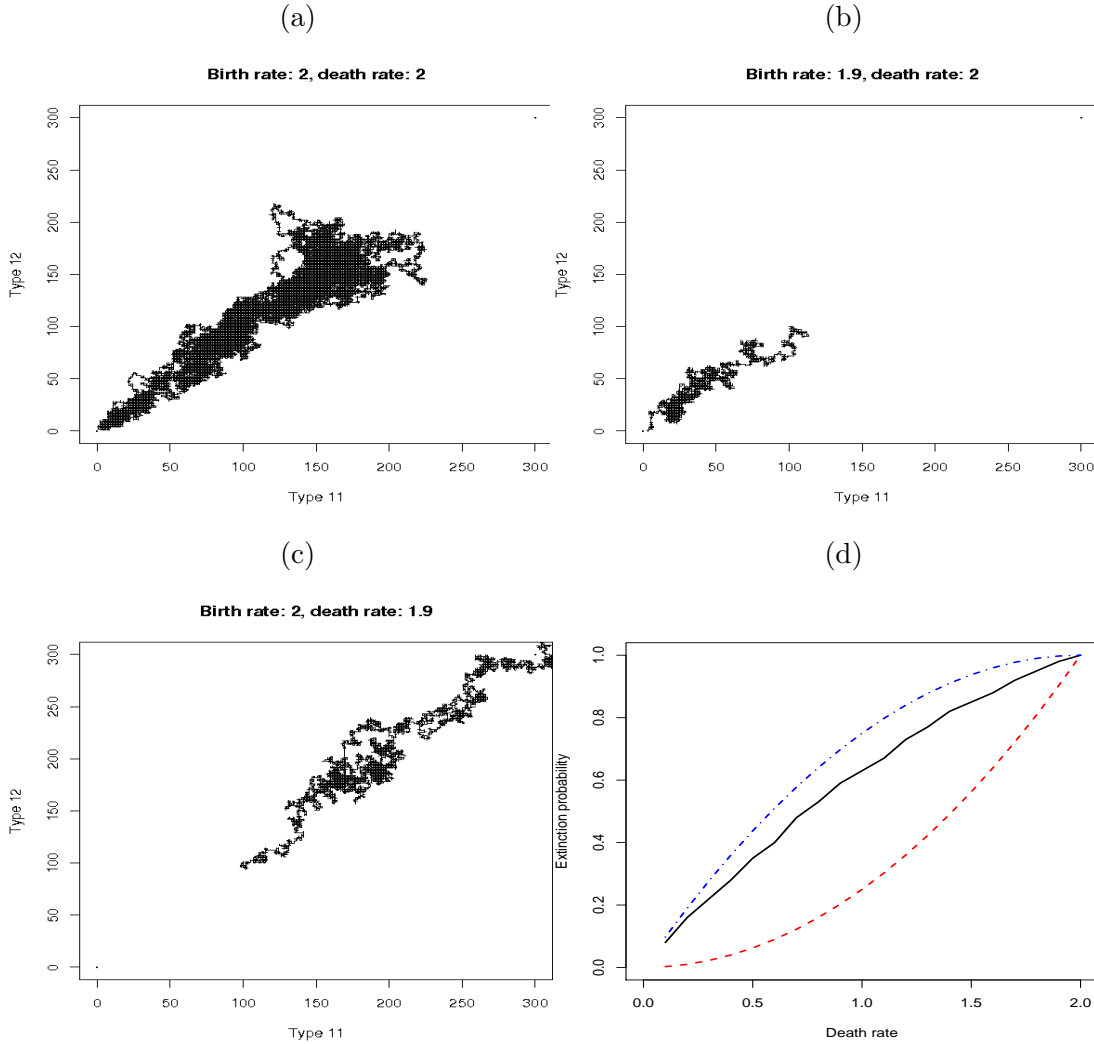 (a)
Birth rate: 2, death rate: 2
300
250
200
150
100
50
0
Type 12
0 50 100 150 200 250 300
Type 11
(b)
Birth rate: 1.9, death rate: 2
300
250
200
150
100
50
0
Type 12
0 50 100 150 200 250 300
Type 11
(c)
Birth rate: 2, death rate: 1.9
300
250
200
150
100
50
0
Type 12
0 50 100 150 200 250 300
Type 11
(d)
1.0
0.8
0.6
0.4
0.2
0.0
Extinction probability
0.0 0.5 1.0 1.5 2.0
Death rate